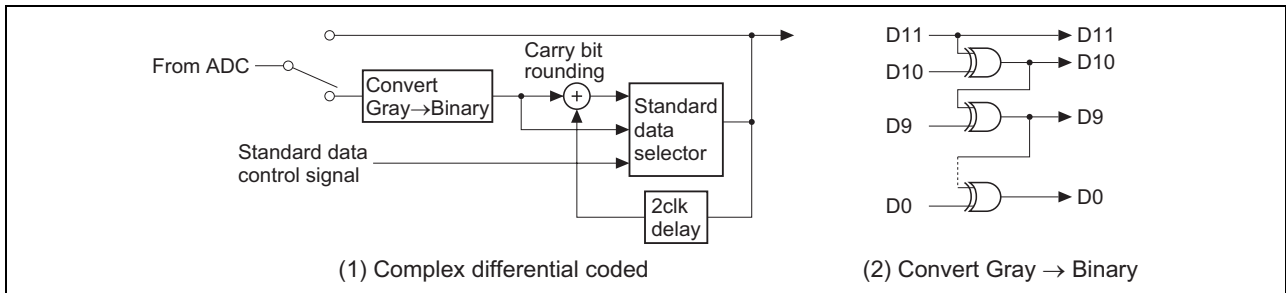 From ADC
Convert
Gray→Binary
Carry bit
rounding
+
Standard
data
selector
Standard data
control signal
2clk
delay
(1) Complex differential coded
D11
D11
D10
D10
D9
D9
D0
D0
(2) Convert Gray → Binary